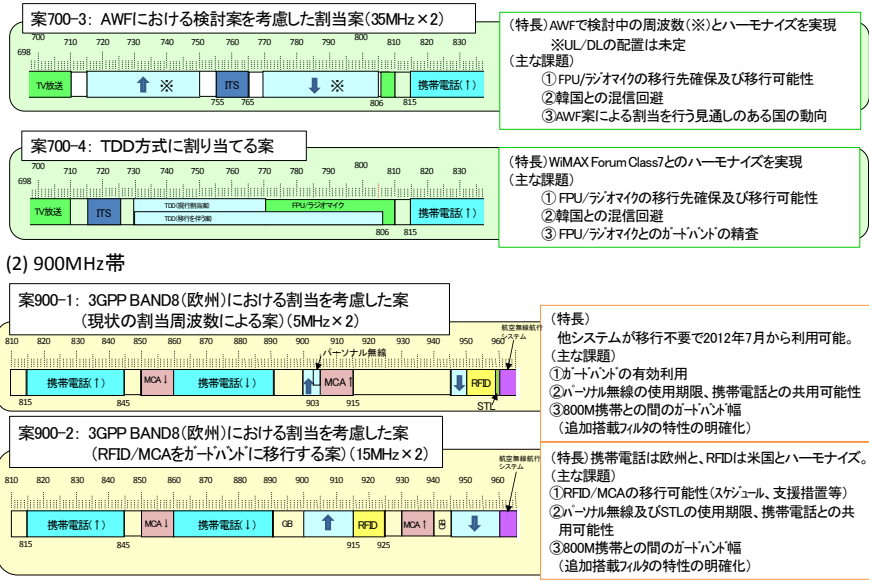 案700-3: AWFにおける検討案を考慮した割当案(35MHz×2)
700 710 720 730 740 750 760 770 780 790 800 810 820 830
698
TV放送 ※ ITS ※ 携帯電話(↑)
755 765 806 815
(特長)AWFで検討中の周波数(※)とハーモナイズを実現
※UL/DLの配置は未定
(主な課題)
①FPU/ラジオマイクの移行先確保及び移行可能性
②韓国との混信回避
③AWF案による割当を行う見通しのある国の動向
案700-4: TDD方式に割り当てる案
700 710 720 730 740 750 760 770 780 790 800 810 820 830
698
TV放送 ITS TDD(現行割当案) FPU/ラジオマイク 携帯電話(↑)
TDD(移行を伴う案)
806 815
(特長)WiMAX Forum Class7とのハーモナイズを実現
(主な課題)
①FPU/ラジオマイクの移行先確保及び移行可能性
②韓国との混信回避
③FPU/ラジオマイクとのガードバンドの精査
(2) 900MHz帯
案900-1: 3GPP BAND8(欧州)における割当を考慮した案
(現状の割当周波数による案)(5MHz×2)
航空無線航行
システム
810 820 830 840 850 860 870 880 890 900 910 920 930 940 950 960
パーソナル無線
携帯電話(↑) MCA↓ 携帯電話(↓) MCA↑ RFID
815 845 903 915 STL
(特長)
他システムが移行不要で2012年7月から利用可能。
(主な課題)
①ガードバンドの有効利用
②パーソナル無線の使用期限、携帯電話との共用可能性
③800M携帯との間のガードバンド幅
(追加搭載フィルタの特性の明確化)
案900-2: 3GPP BAND8(欧州)における割当を考慮した案
(RFID/MCAをガードバンドに移行する案)(15MHz×2)
航空無線航行
システム
810 820 830 840 850 860 870 880 890 900 910 920 930 940 950 960
携帯電話(↑) MCA↓ 携帯電話(↓) GB RFID MCA↑ GB
815 845 915 925
(特長)携帯電話は欧州と、RFIDは米国とハーモナイズ。
(主な課題)
①RFID/MCAの移行可能性(スケジュール、支援措置等)
②パーソナル無線及びSTLの使用期限、携帯電話との共
用可能性
③800M携帯との間のガードバンド幅
(追加搭載フィルタの特性の明確化)